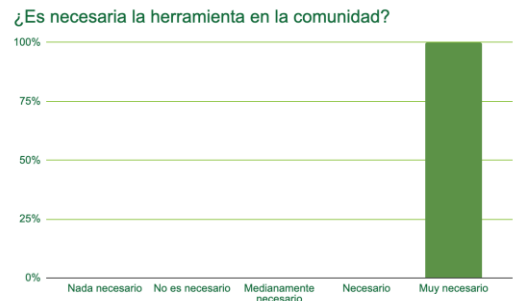 ¿Es necesaria la herramienta en la comunidad?
100%
75%
50%
25%
0%
Nada necesario
No es necesario
Medianamente
necesario
Necesario
Muy necesario